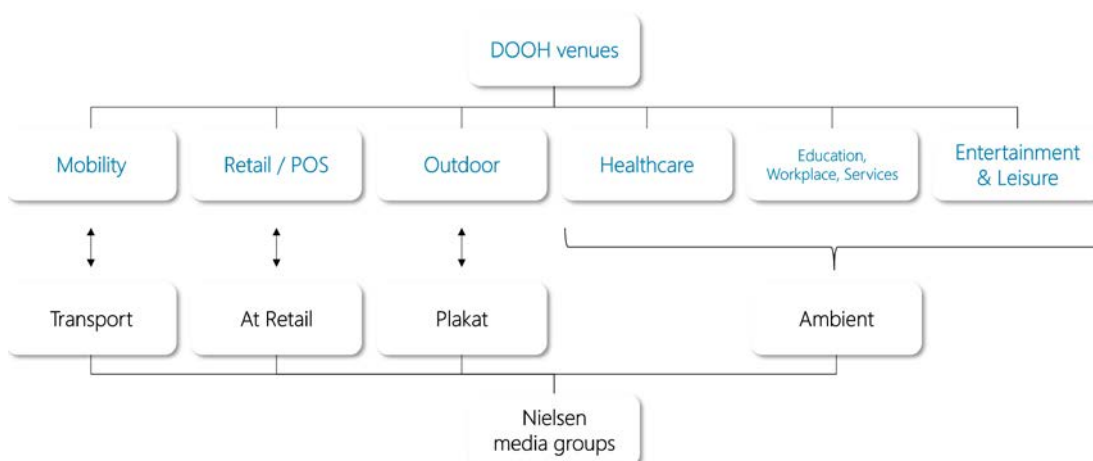 DOOH venues
Mobility
Retail / POS
Outdoor
Healthcare
Education,
Workplace, Services
Entertainment
& Leisure
Transport
At Retail
Plakat
Ambient
Nielsen
media groups